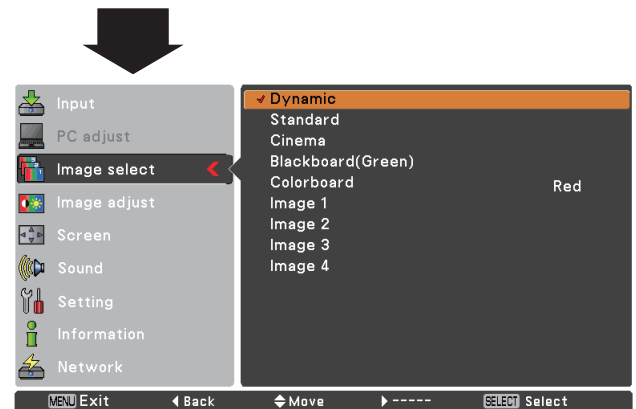 Input
PC adjust
Image select
Image adjust
Screen
Sound
Setting
Information
Network
Dynamic
Standard
Cinema
Blackboard(Green)
Colorboard Red
Image 1
Image 2
Image 3
Image 4
MENU Exit Back Move ----- SELECT Select